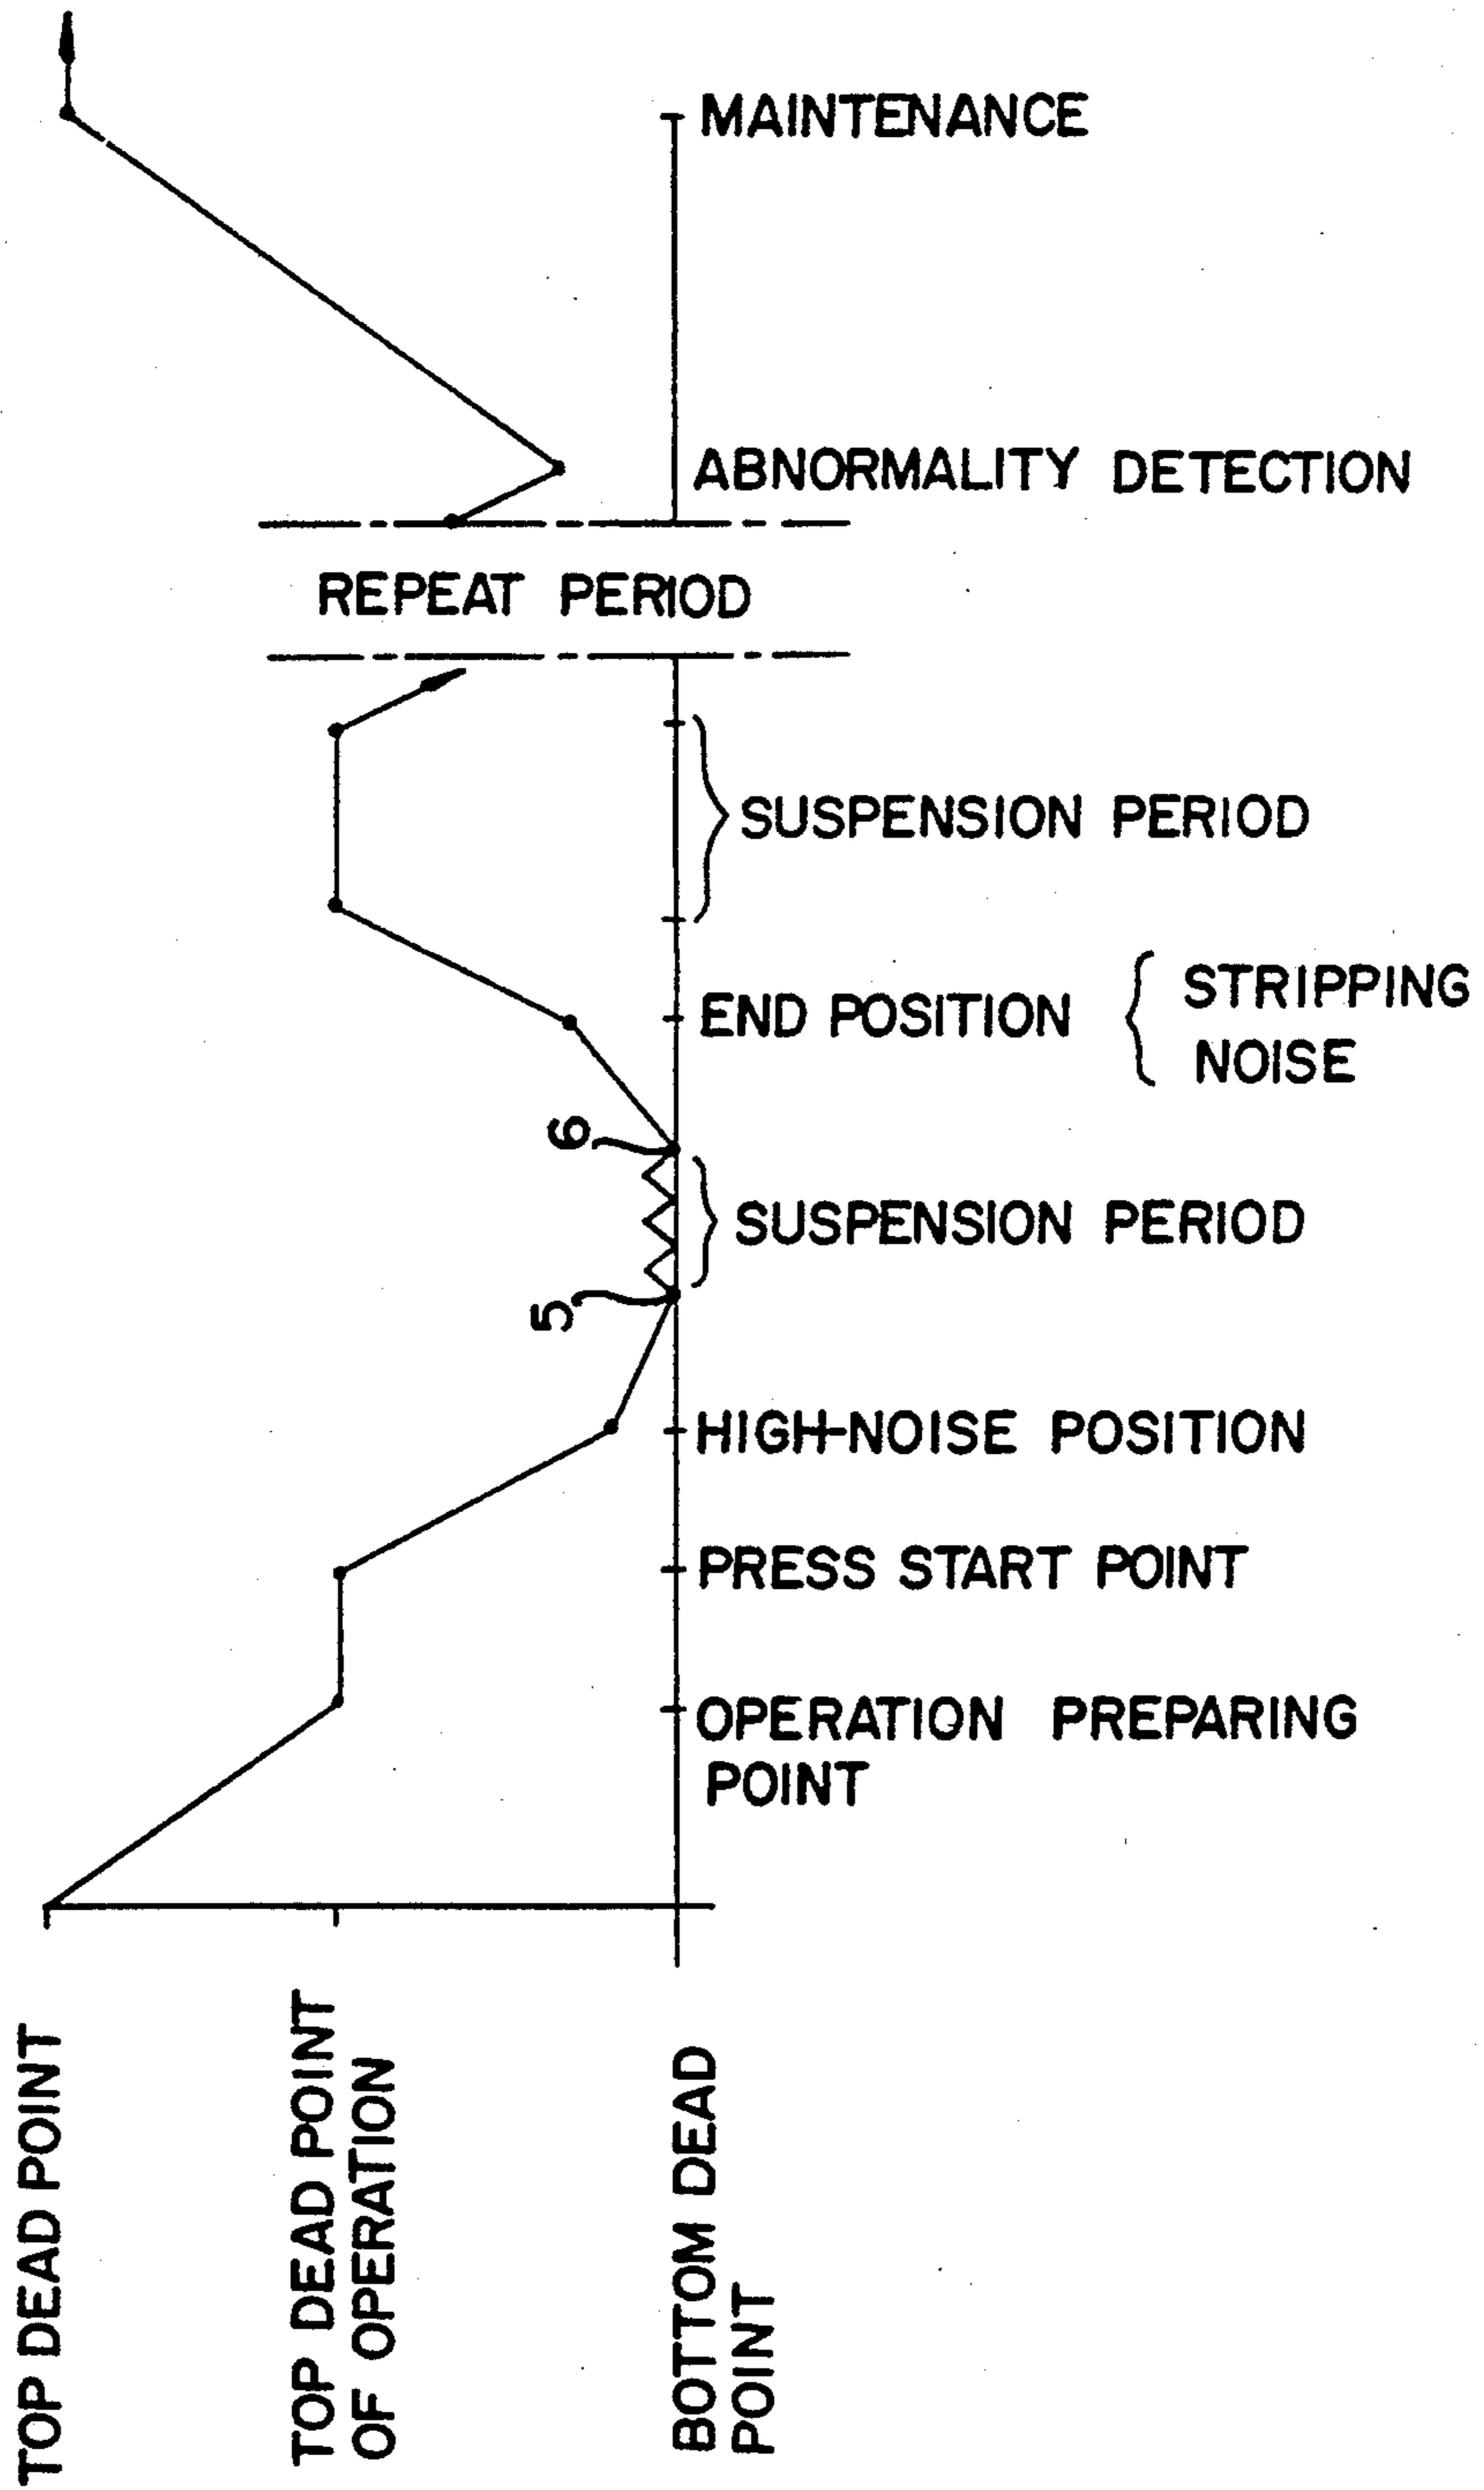 MAINTENANCE
ABNORMALITY DETECTION
REPEAT PERIOD
SUSPENSION PERIOD
END POSITION
STRIPPING
NOISE
6
SUSPENSION PERIOD
5
HIGH-NOISE POSITION
PRESS START POINT
OPERATION PREPARING
POINT
TOP DEAD POINT
TOP DEAD POINT
OF OPERATION
BOTTOM DEAD
POINT